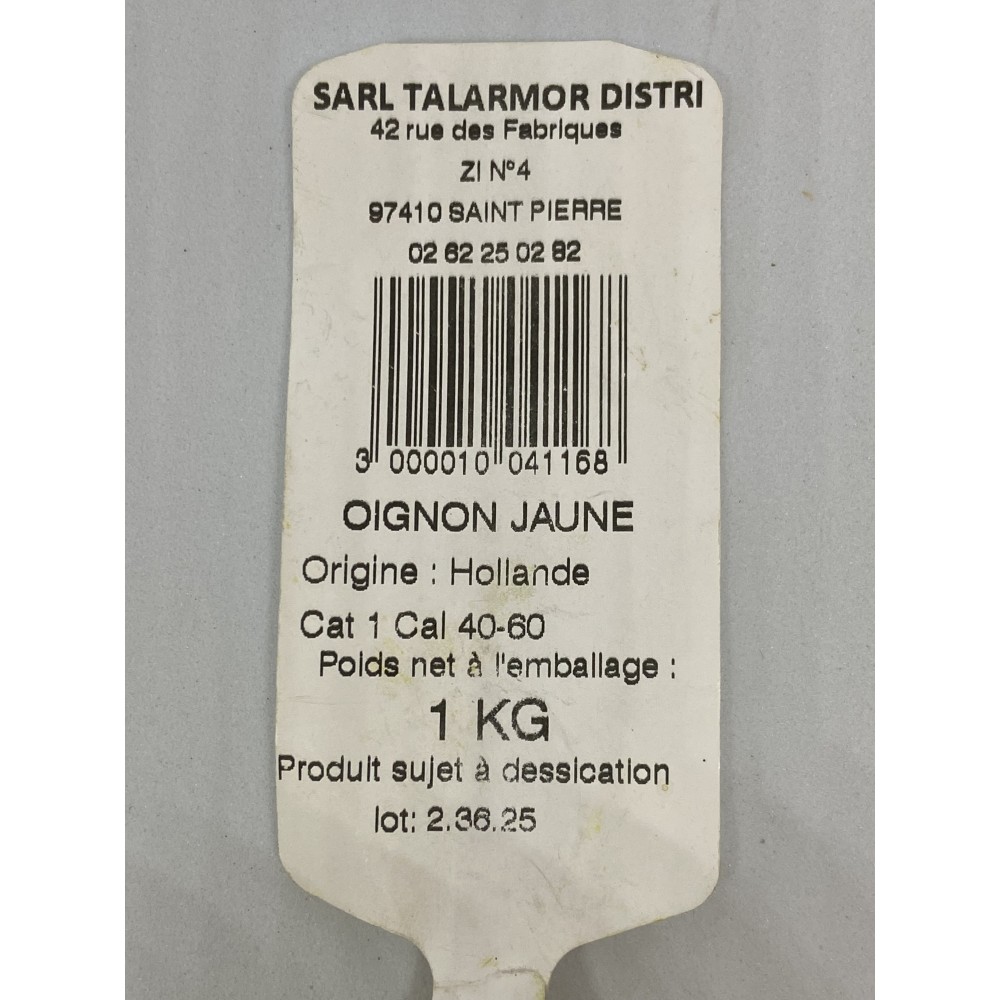 SARL TALARMOR DISTRI
42 rue des Fabriques
ZI N°4
97410 SAINT PIERRE
02 62 25 02 82
3 000010 041168
OIGNON JAUNE
Origine : Hollande
Cat 1 Cal 40-60
Poids net à l'emballage :
1 KG
Produit sujet à dessication
lot: 2.36.25